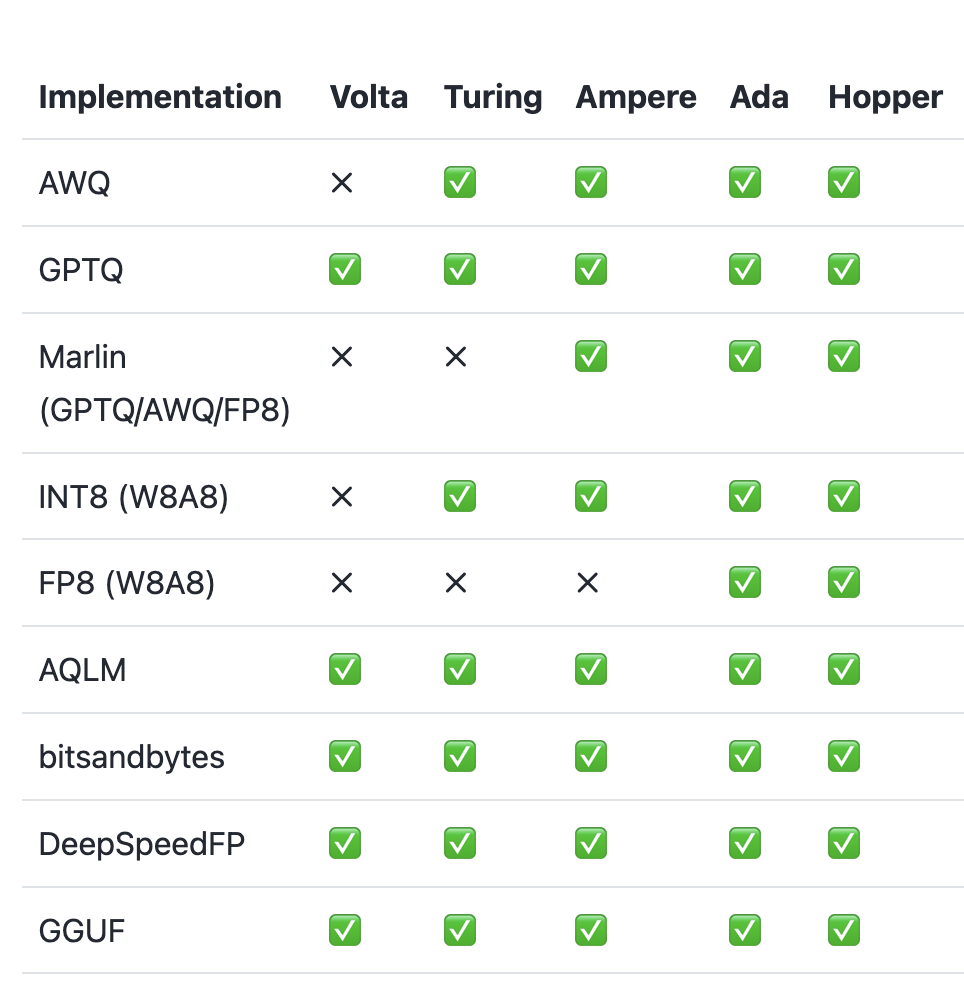 Implementation Volta Turing Ampere Ada Hopper
AWQ ✕ ✅ ✅ ✅ ✅
GPTQ ✅ ✅ ✅ ✅ ✅
Marlin ✕ ✕ ✅ ✅ ✅
(GPTQ/AWQ/FP8)
INT8 (W8A8) ✕ ✅ ✅ ✅ ✅
FP8 (W8A8) ✕ ✕ ✕ ✅ ✅
AQLM ✅ ✅ ✅ ✅ ✅
bitsandbytes ✅ ✅ ✅ ✅ ✅
DeepSpeedFP ✅ ✅ ✅ ✅ ✅
GGUF ✅ ✅ ✅ ✅ ✅